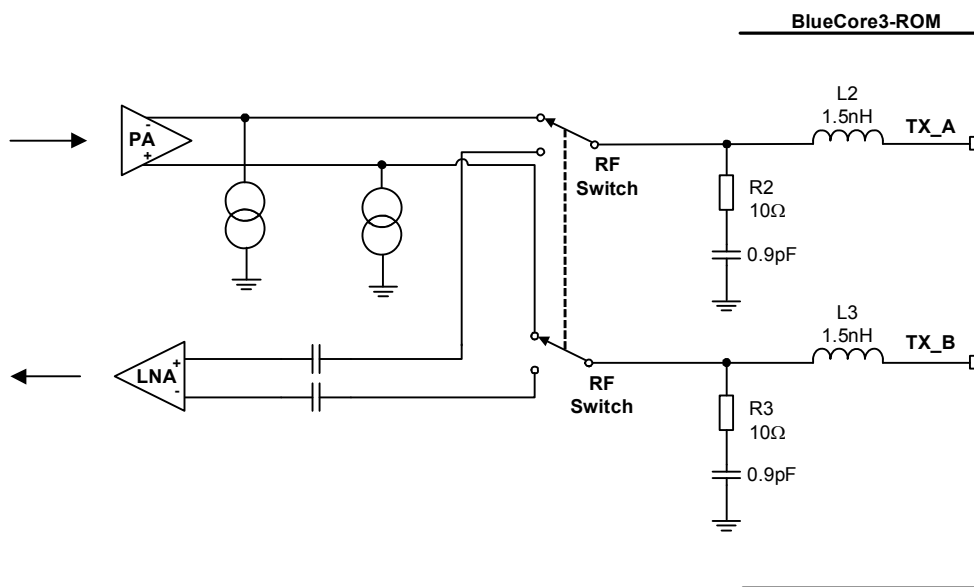 BlueCore3-ROM
L2
1.5nH
TX_A
-
PA
+
RF
Switch
R2
10Ω
0.9pF
L3
1.5nH
TX_B
+
LNA
-
RF
Switch
R3
10Ω
0.9pF